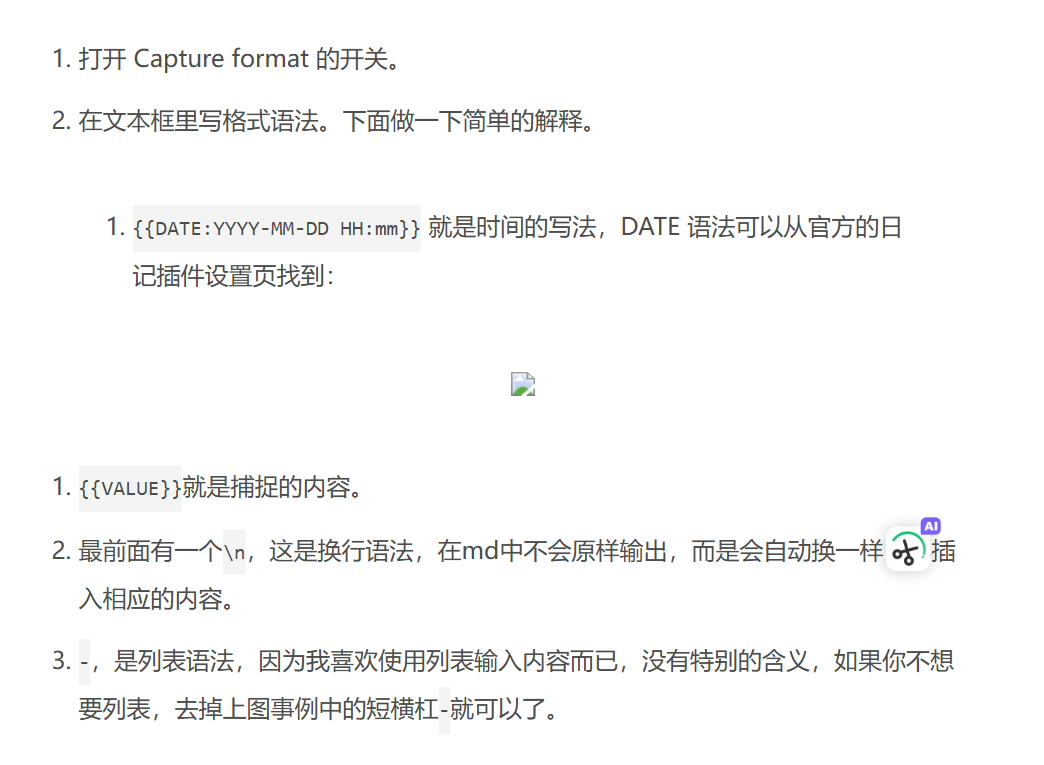 1. 打开 Capture format 的开关。
2. 在文本框里写格式语法。下面做一下简单的解释。
1. {{DATE:YYYY-MM-DD HH:mm}} 就是时间的写法，DATE 语法可以从官方的日
记插件设置页找到：
1. {{VALUE}}就是捕捉的内容。
2. 最前面有一个\n，这是换行语法，在md中不会原样输出，而是会自动换一样 AI 插
入相应的内容。
3. -，是列表语法，因为我喜欢使用列表输入内容而已，没有特别的含义，如果你不想
要列表，去掉上图事例中的短横杠-就可以了。